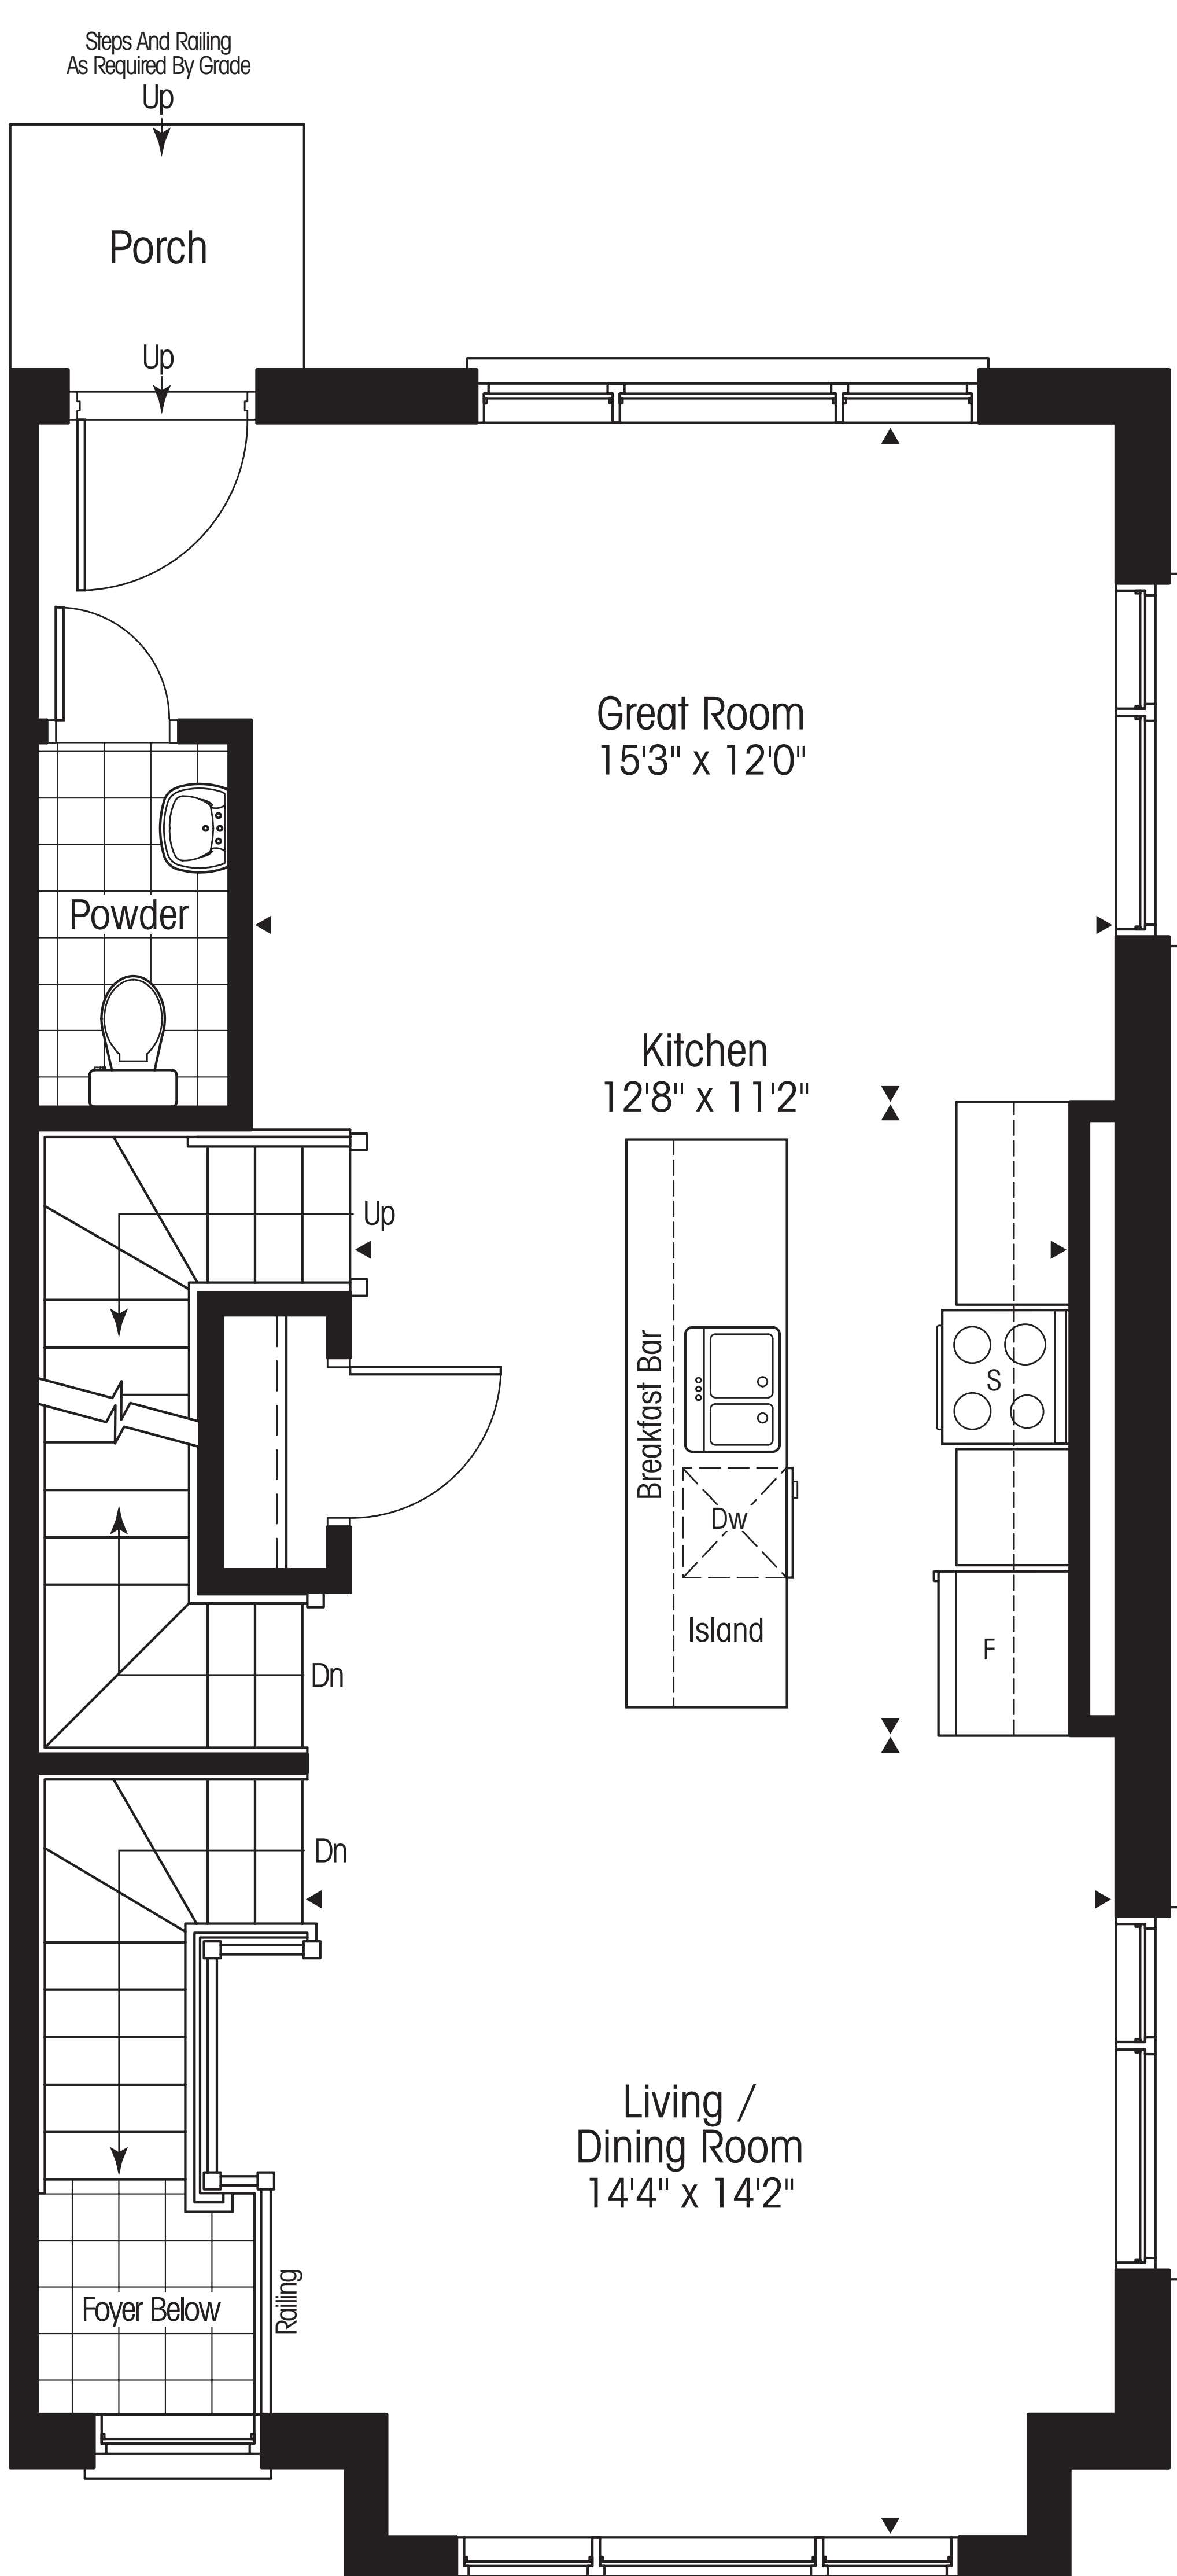 Steps And Railing
As Required By Grade
Up
Porch
Up
Great Room
15'3" x 12'0"
Powder
Kitchen
12'8" x 11'2"
Up
Breakfast Bar
S
Dw
Island
F
Dn
Dn
Living /
Dining Room
14'4" x 14'2"
Foyer Below
Railing